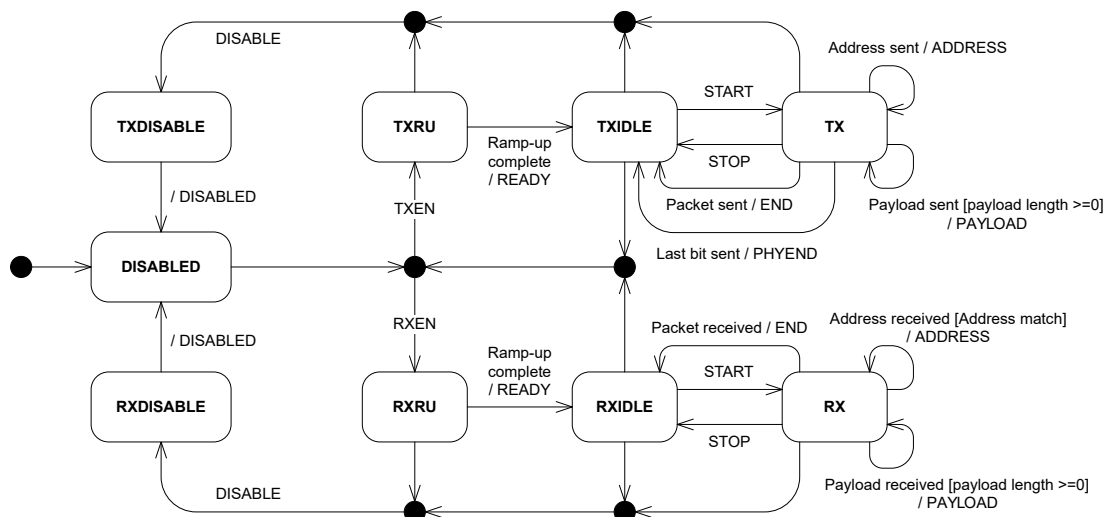 DISABLE
Address sent / ADDRESS
TXDISABLE
TXRU
TXIDLE
START
TX
Ramp-up
complete
/ READY
STOP
/ DISABLED
TXEN
Packet sent / END
Payload sent [payload length >=0]
/ PAYLOAD
Last bit sent / PHYEND
DISABLED
RXEN
Packet received / END
Address received [Address match]
/ ADDRESS
/ DISABLED
Ramp-up
complete
/ READY
START
RXDISABLE
RXRU
RXIDLE
RX
STOP
DISABLE
Payload received [payload length >=0]
/ PAYLOAD